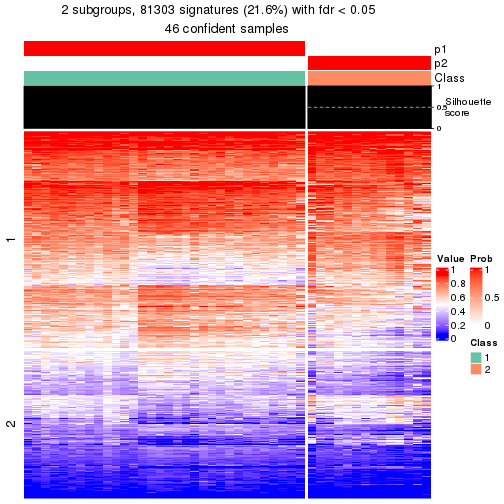 2 subgroups, 81303 signatures (21.6%) with fdr < 0.05
46 confident samples
p1
p2
Class
1
0.5
0
Silhouette
score
1
2
Value
1
0.8
0.6
0.4
0.2
0
Prob
1
0.5
0
Class
1
2